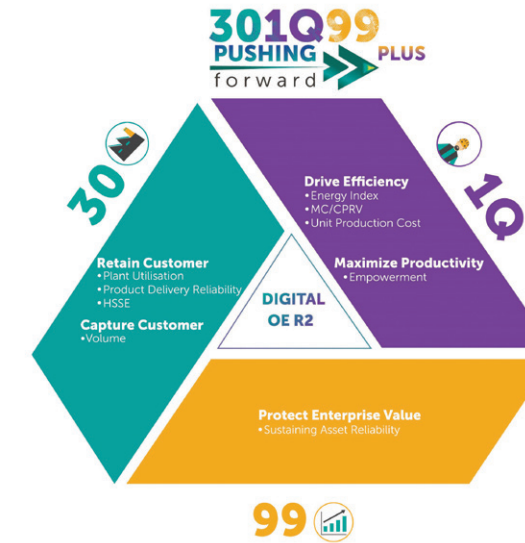 301Q99
PUSHING
PLUS
forward
30
1Q
Drive Efficiency
•Energy Index
•MC/CPRV
•Unit Production Cost
Maximize Productivity
•Empowerment
Retain Customer
•Plant Utilisation
•Product Delivery Reliability
•HSSE
Capture Customer
•Volume
DIGITAL
OE R2
Protect Enterprise Value
•Sustaining Asset Reliability
99